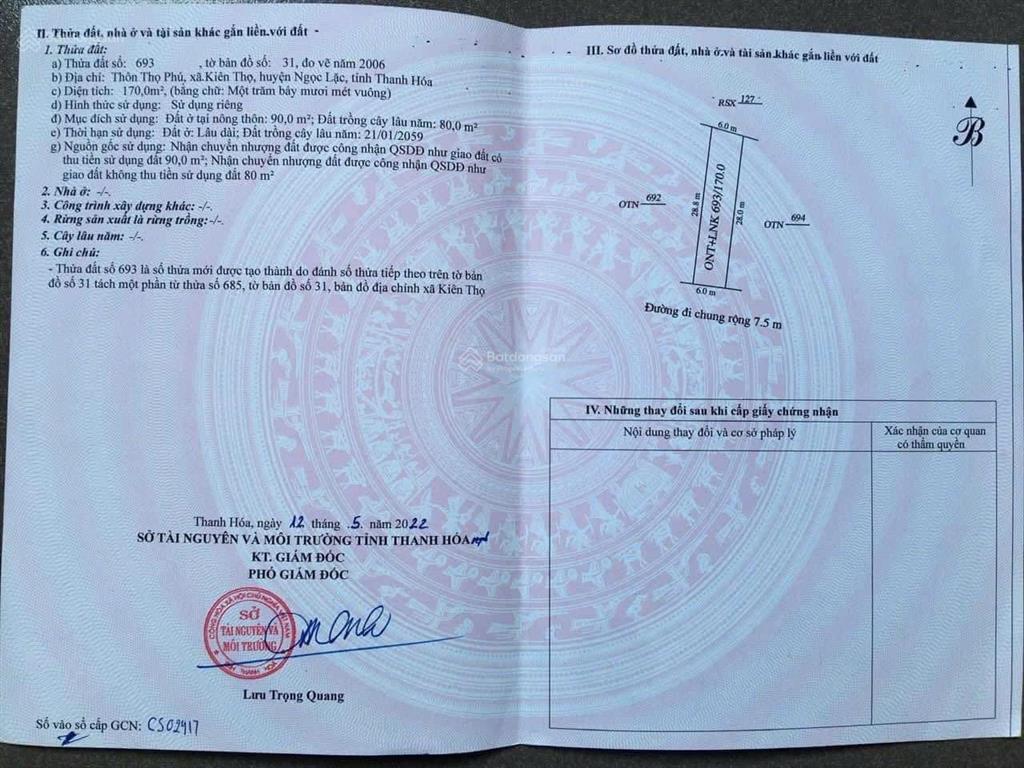 II. Thửa đất, nhà ở và tài sản khác gắn liền với đất -
1. Thửa đất:
a) Thửa đất số: 693 , tờ bản đồ số: 31, đo vẽ năm 2006
b) Địa chỉ: Thôn Thọ Phú, xã Kiên Thọ, huyện Ngọc Lặc, tỉnh Thanh Hóa
c) Diện tích: 170,0m², (bằng chữ: Một trăm bảy mươi mét vuông)
d) Hình thức sử dụng: Sử dụng riêng
đ) Mục đích sử dụng: Đất ở tại nông thôn: 90,0 m²; Đất trồng cây lâu năm: 80,0 m²
e) Thời hạn sử dụng: Đất ở: Lâu dài; Đất trồng cây lâu năm: 21/01/2059
g) Nguồn gốc sử dụng: Nhận chuyển nhượng đất được công nhận QSDĐ như giao đất có
thu tiền sử dụng đất 90,0 m²; Nhận chuyển nhượng đất được công nhận QSDĐ như
giao đất không thu tiền sử dụng đất 80 m²
2. Nhà ở: -/-.
3. Công trình xây dựng khác: -/-.
4. Rừng sản xuất là rừng trồng:-/-.
5. Cây lâu năm: -/-.
6. Ghi chú:
- Thửa đất số 693 là số thửa mới được tạo thành do đánh số thửa tiếp theo trên tờ bản
đồ số 31 tách một phần từ thửa số 685, tờ bản đồ số 31, bản đồ địa chính xã Kiên Thọ
Thanh Hóa, ngày 12 tháng .5. năm 2022
SỞ TÀI NGUYÊN VÀ MÔI TRƯỜNG TỈNH THANH HÓA
KT. GIÁM ĐỐC
PHÓ GIÁM ĐỐC
CỘNG HÒA XÃ HỘI CHỦ NGHĨA VIỆT NAM
SỞ
TÀI NGUYÊN VÀ
MÔI TRƯỜNG
TỈNH THANH HÓA
Lưu Trọng Quang
Số vào sổ cấp GCN: CS02917
III. Sơ đồ thửa đất, nhà ở và tài sản khác gắn liền với đất
B
RSX 127
6.0 m
OTN 692
28.8 m
ONT+LNK 693/170.0
28.0 m
OTN 694
6.0 m
Đường đi chung rộng 7.5 m
Batdongsan
IV. Những thay đổi sau khi cấp giấy chứng nhận
Nội dung thay đổi và cơ sở pháp lý
Xác nhận của cơ quan
có thẩm quyền